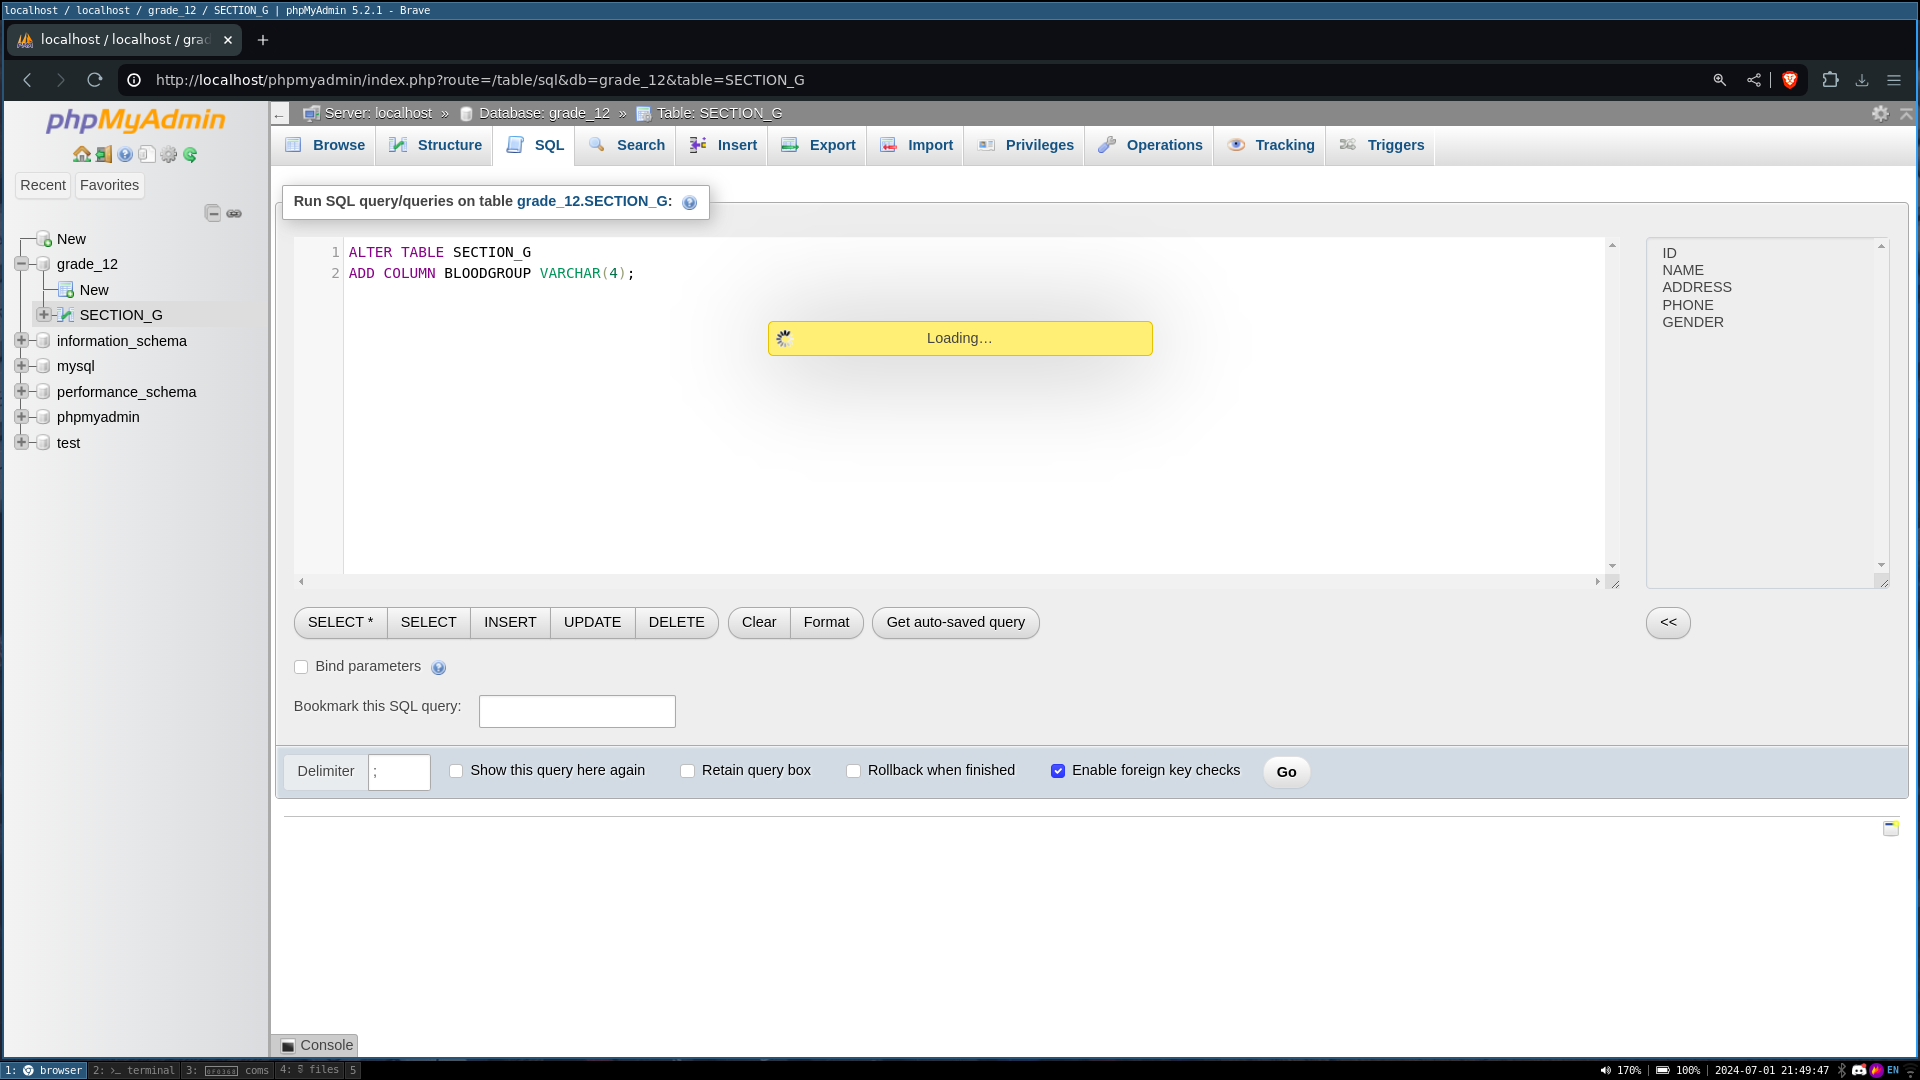 localhost / localhost / grade_12 / SECTION_G | phpMyAdmin 5.2.1 - Brave
localhost / localhost / grad
http://localhost/phpmyadmin/index.php?route=/table/sql&db=grade_12&table=SECTION_G
phpMyAdmin
Recent
Favorites
New
grade_12
New
SECTION_G
information_schema
mysql
performance_schema
phpmyadmin
test
Server: localhost » Database: grade_12 » Table: SECTION_G
Browse
Structure
SQL
Search
Insert
Export
Import
Privileges
Operations
Tracking
Triggers
Run SQL query/queries on table grade_12.SECTION_G:
1 ALTER TABLE SECTION_G
2 ADD COLUMN BLOODGROUP VARCHAR(4);
Loading…
ID
NAME
ADDRESS
PHONE
GENDER
SELECT *
SELECT
INSERT
UPDATE
DELETE
Clear
Format
Get auto-saved query
<<
Bind parameters
Bookmark this SQL query:
Delimiter
;
Show this query here again
Retain query box
Rollback when finished
Enable foreign key checks
Go
Console
1: browser
2: >_ terminal
3: coms
4: files
5
170% | 100% | 2024-07-01 21:49:47
EN